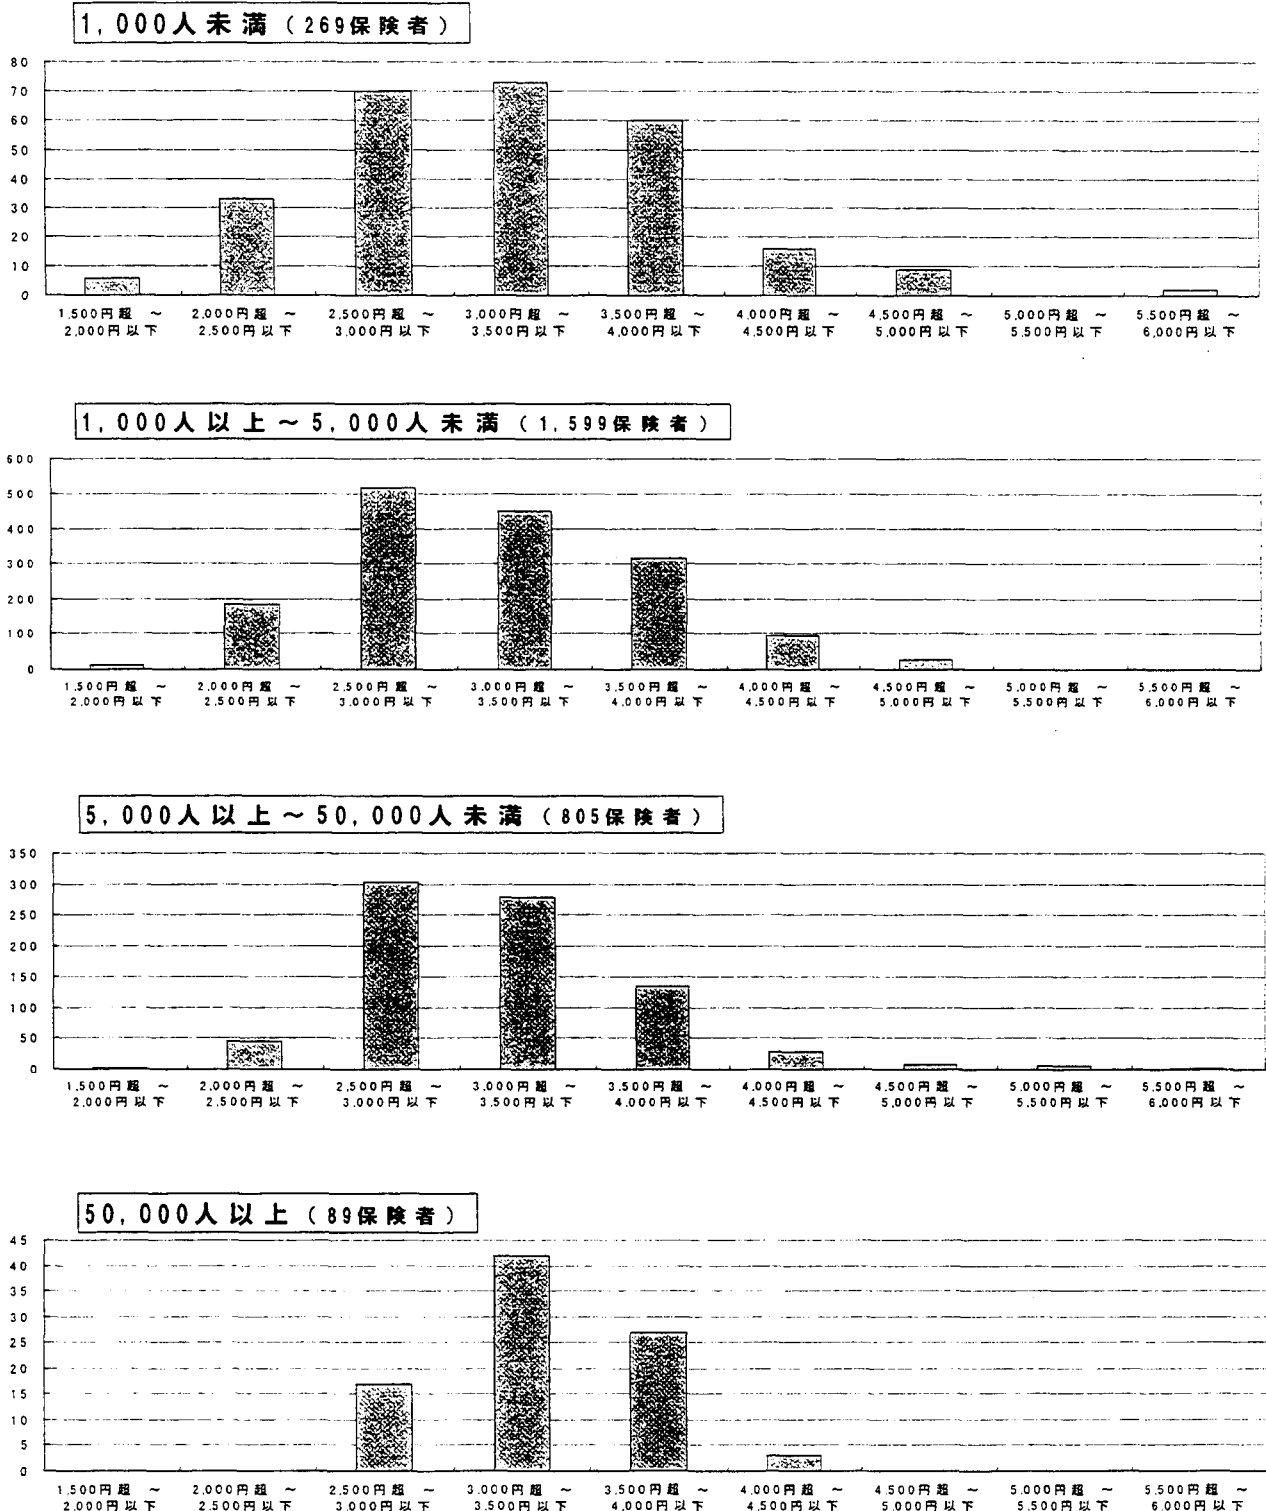 1,000人未満(269保険者)
80
70
60
50
40
30
20
10
0
1,500円超 ~ 2,000円超 ~ 2,500円超 ~ 3,000円超 ~ 3,500円超 ~ 4,000円超 ~ 4,500円超 ~ 5,000円超 ~ 5,500円超 ~
2,000円以下 2,500円以下 3,000円以下 3,500円以下 4,000円以下 4,500円以下 5,000円以下 5,500円以下 6,000円以下
1,000人以上~5,000人未満(1,599保険者)
600
500
400
300
200
100
0
1,500円超 ~ 2,000円超 ~ 2,500円超 ~ 3,000円超 ~ 3,500円超 ~ 4,000円超 ~ 4,500円超 ~ 5,000円超 ~ 5,500円超 ~
2,000円以下 2,500円以下 3,000円以下 3,500円以下 4,000円以下 4,500円以下 5,000円以下 5,500円以下 6,000円以下
5,000人以上~50,000人未満(805保険者)
350
300
250
200
150
100
50
0
1,500円超 ~ 2,000円超 ~ 2,500円超 ~ 3,000円超 ~ 3,500円超 ~ 4,000円超 ~ 4,500円超 ~ 5,000円超 ~ 5,500円超 ~
2,000円以下 2,500円以下 3,000円以下 3,500円以下 4,000円以下 4,500円以下 5,000円以下 5,500円以下 6,000円以下
50,000人以上(89保険者)
45
40
35
30
25
20
15
10
5
0
1,500円超 ~ 2,000円超 ~ 2,500円超 ~ 3,000円超 ~ 3,500円超 ~ 4,000円超 ~ 4,500円超 ~ 5,000円超 ~ 5,500円超 ~
2,000円以下 2,500円以下 3,000円以下 3,500円以下 4,000円以下 4,500円以下 5,000円以下 5,500円以下 6,000円以下